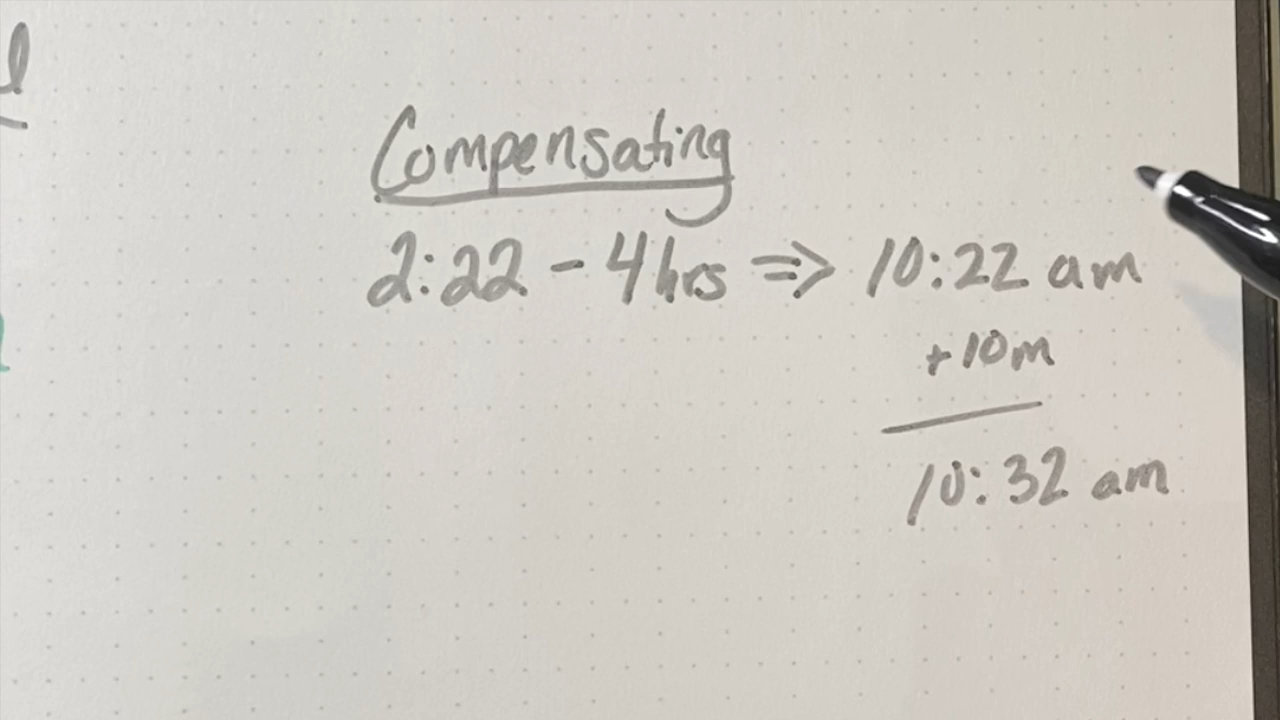 Compensating
2:22 - 4hrs => 10:22 am
+10m
10:32 am